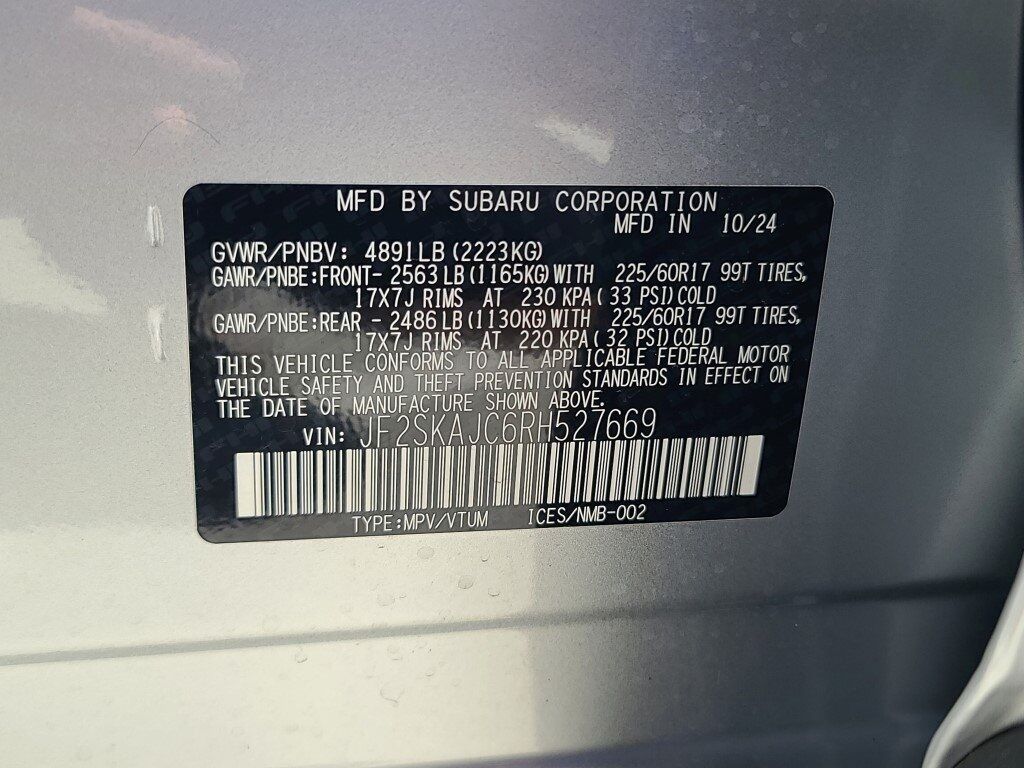 MFD BY SUBARU CORPORATION
MFD IN 10/24
GVWR/PNBV: 4891LB (2223KG)
GAWR/PNBE:FRONT- 2563 LB (1165KG)WITH 225/60R17 99T TIRES,
17X7J RIMS AT 230 KPA( 33 PSI)COLD
GAWR/PNBE:REAR - 2486 LB (1130KG)WITH 225/60R17 99T TIRES,
17X7J RIMS AT 220 KPA( 32 PSI)COLD
THIS VEHICLE CONFORMS TO ALL APPLICABLE FEDERAL MOTOR
VEHICLE SAFETY AND THEFT PREVENTION STANDARDS IN EFFECT ON
THE DATE OF MANUFACTURE SHOWN ABOVE.
VIN: JF2SKAJC6RH527669
TYPE:MPV/VTUM ICES/NMB-002